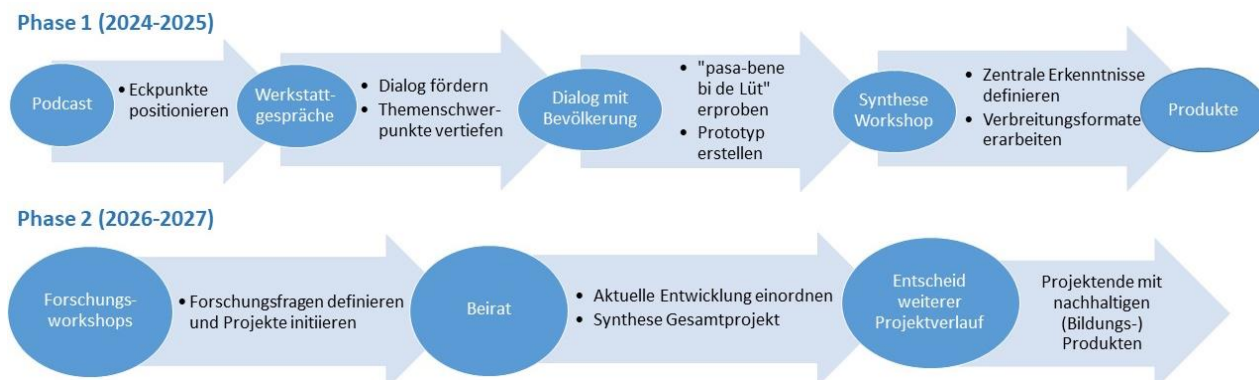 Phase 1 (2024-2025)
Podcast
• Eckpunkte
positionieren
Werkstatt-
gespräche
• Dialog fördern
• Themenschwer-
punkte vertiefen
Dialog mit
Bevölkerung
• "pasa-bene
bi de Lüt"
erproben
• Prototyp
erstellen
Synthese
Workshop
• Zentrale Erkenntnisse
definieren
• Verbreitungsformate
erarbeiten
Produkte
Phase 2 (2026-2027)
Forschungs-
workshops
• Forschungsfragen definieren
und Projekte initiieren
Beirat
• Aktuelle Entwicklung einordnen
• Synthese Gesamtprojekt
Entscheid
weiterer
Projektverlauf
Projektende mit
nachhaltigen
(Bildungs-)
Produkten